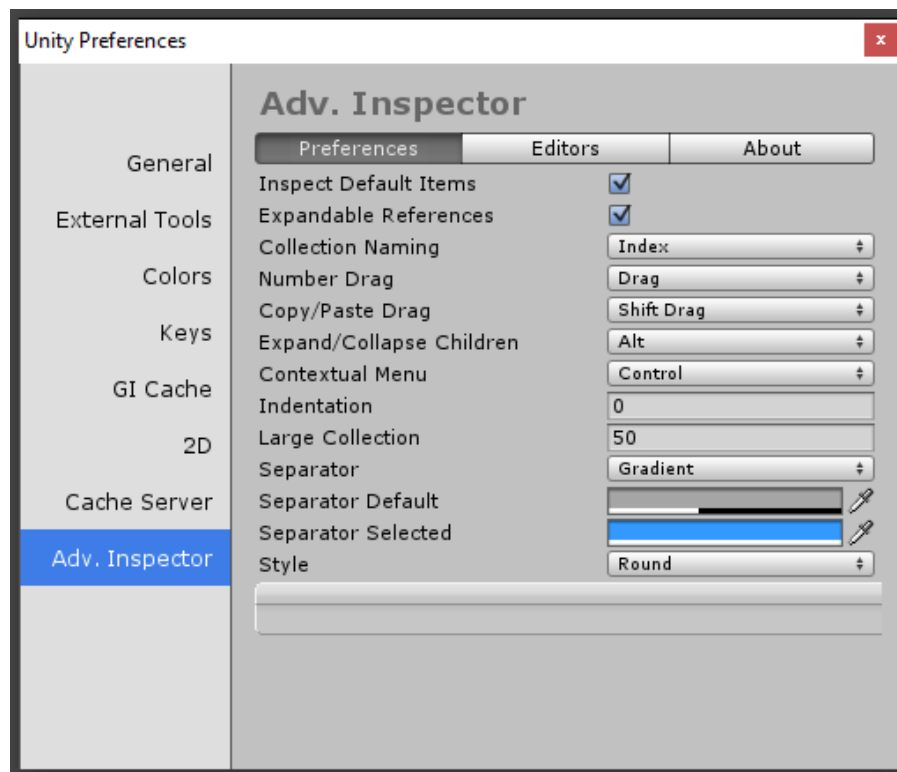 Unity Preferences
x
General
External Tools
Colors
Keys
GI Cache
2D
Cache Server
Adv. Inspector
Adv. Inspector
Preferences Editors About
Inspect Default Items
Expandable References
Collection Naming Index
Number Drag Drag
Copy/Paste Drag Shift Drag
Expand/Collapse Children Alt
Contextual Menu Control
Indentation 0
Large Collection 50
Separator Gradient
Separator Default
Separator Selected
Style Round